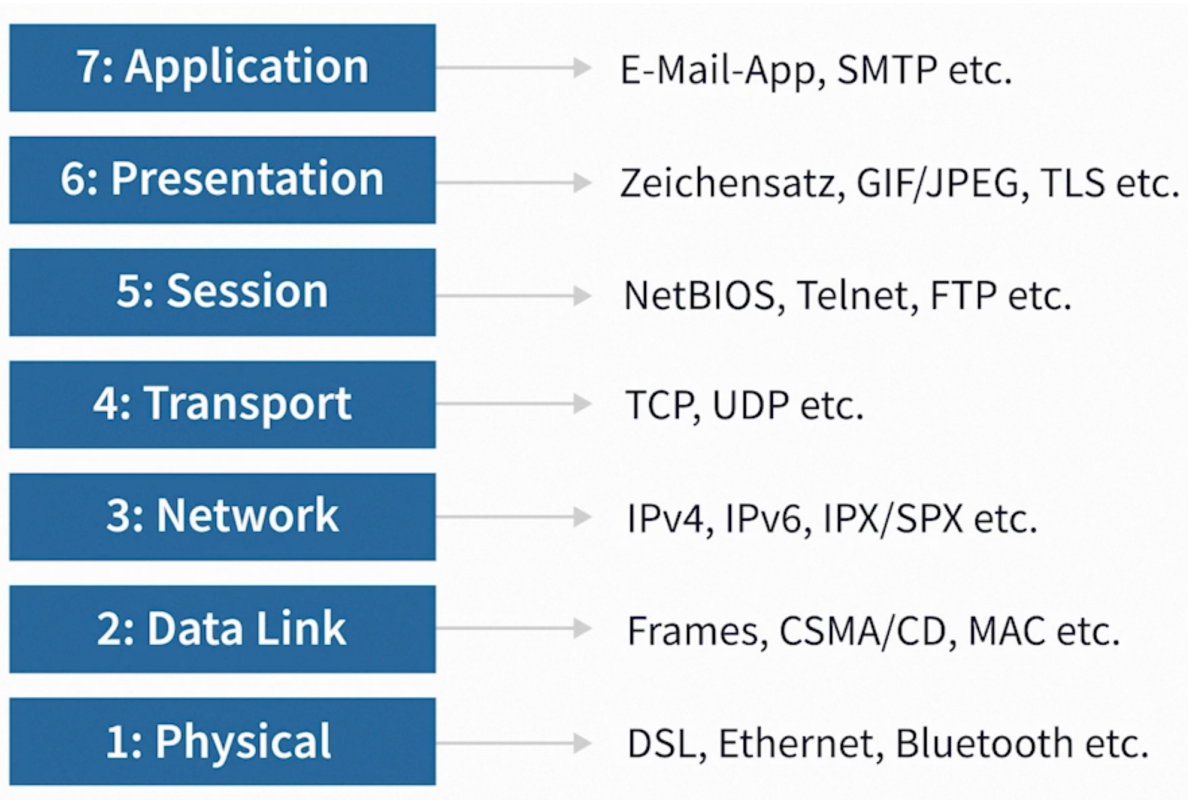 7: Application
E-Mail-App, SMTP etc.
6: Presentation
Zeichensatz, GIF/JPEG, TLS etc.
5: Session
NetBIOS, Telnet, FTP etc.
4: Transport
TCP, UDP etc.
3: Network
IPv4, IPv6, IPX/SPX etc.
2: Data Link
Frames, CSMA/CD, MAC etc.
1: Physical
DSL, Ethernet, Bluetooth etc.